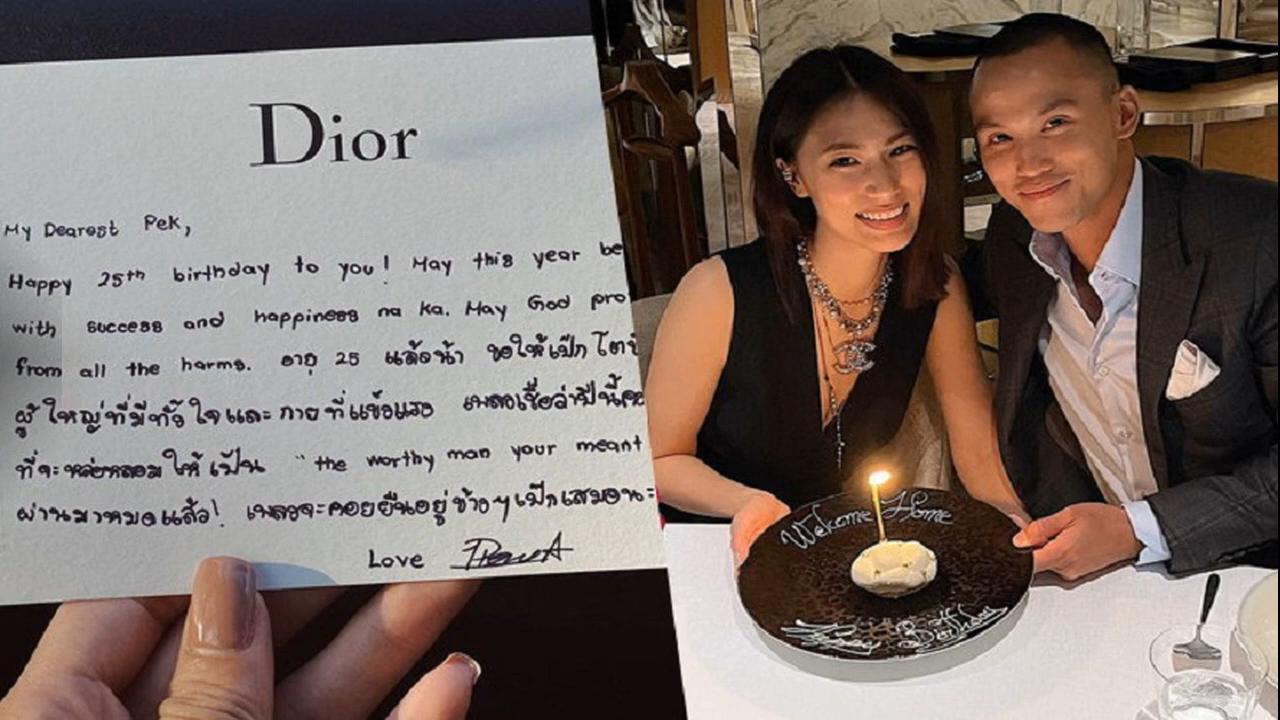 Dior
My Dearest Pek,
Happy 25th birthday to you! May this year be
with success and happiness na ka. May God pro
from all the harms. อายุ 25 แล้วน้า ขอให้เป๊ก โตขึ้
ผู้ใหญ่ที่มีทั้ง ใจและ กายที่แข็งแรง เพลงเชื่อว่าปีนี้คง
ที่จะหล่อหลอมให้ เป็น "the worthy man your meant
ผ่านมาหมดแล้ว! เพลงจะคอยยืนอยู่ ข้างๆ เป๊กเสมอนะ
Love
Welcome Home
Happy Birthday